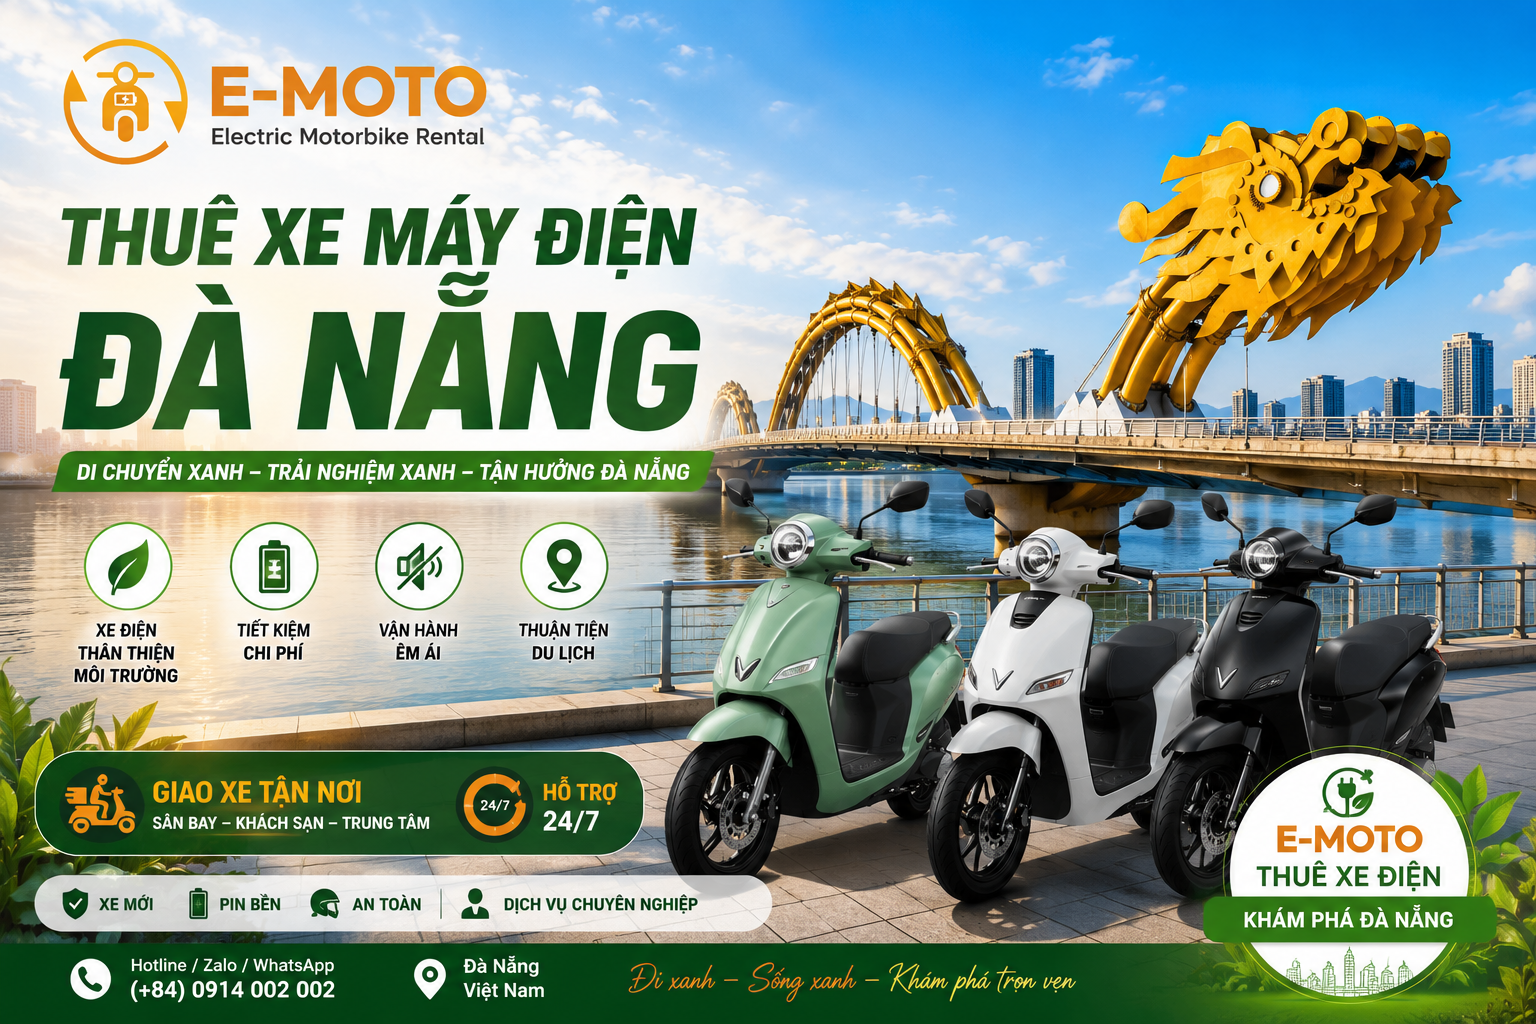 E-MOTO
Electric Motorbike Rental
THUÊ XE MÁY ĐIỆN
ĐÀ NẴNG
DI CHUYỂN XANH – TRẢI NGHIỆM XANH – TẬN HƯỞNG ĐÀ NẴNG
XE ĐIỆN
THÂN THIỆN
MÔI TRƯỜNG
TIẾT KIỆM
CHI PHÍ
VẬN HÀNH
ÊM ÁI
THUẬN TIỆN
DU LỊCH
GIAO XE TẬN NƠI
SÂN BAY – KHÁCH SẠN – TRUNG TÂM
24/7
HỖ TRỢ
24/7
XE MỚI
PIN BỀN
AN TOÀN
DỊCH VỤ CHUYÊN NGHIỆP
E-MOTO
THUÊ XE ĐIỆN
KHÁM PHÁ ĐÀ NẴNG
Hotline / Zalo / WhatsApp
(+84) 0914 002 002
Đà Nẵng
Việt Nam
Đi xanh – Sống xanh – Khám phá trọn vẹn